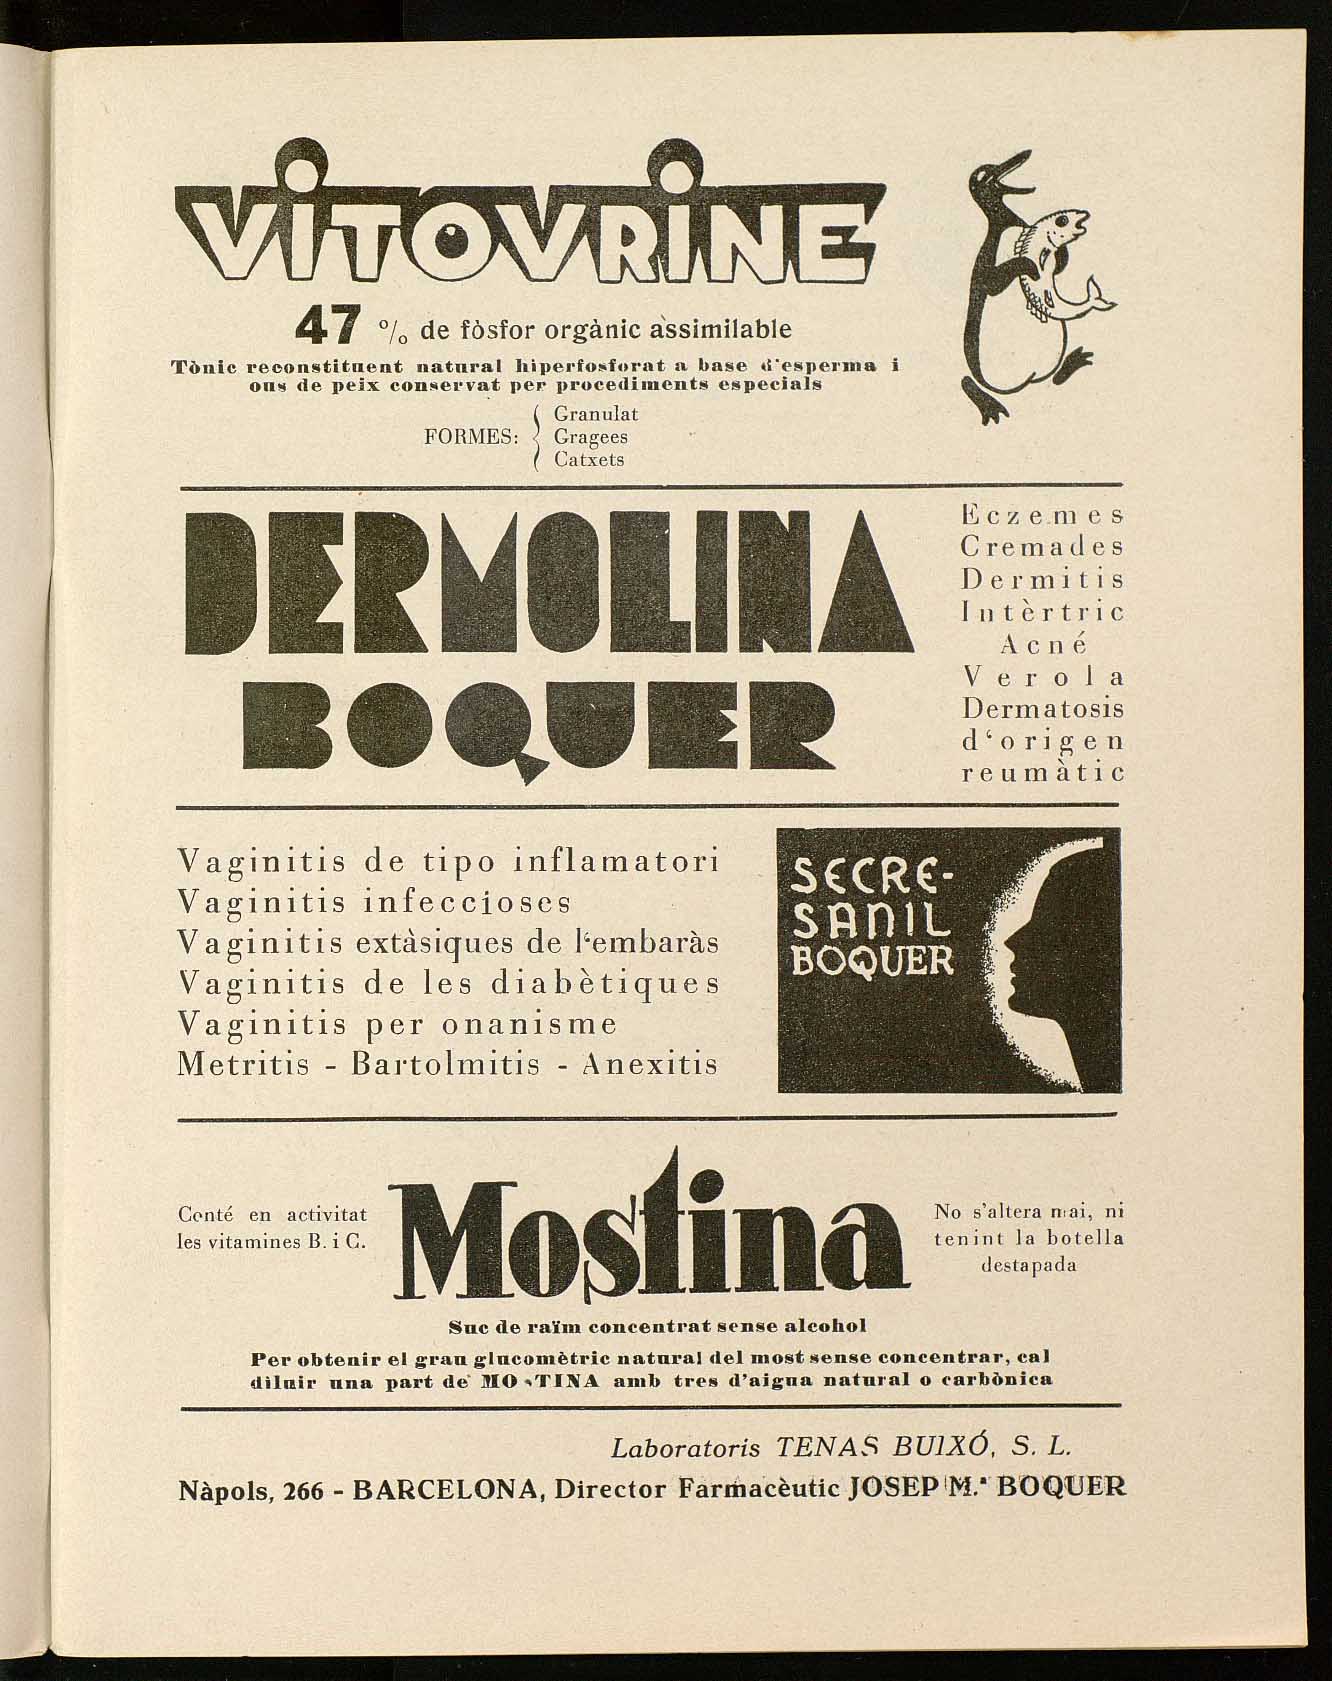 VITOVRINE
47 % de fòsfor orgànic assimilable
Tònic reconstituent natural hiperfosforat a base d'esperma i
ous de peix conservat per procediments especials
FORMES:
Granulat
Gragees
Catxets
DERMOLINA
BOQUER
Eczemes
Cremades
Dermitis
Intèrtric
Acné
Verola
Dermatosis
d'origen
reumàtic
Vaginitis de tipo inflamatori
Vaginitis infeccioses
Vaginitis extàsiques de l'embaràs
Vaginitis de les diabètiques
Vaginitis per onanisme
Metritis - Bartolmitis - Anexitis
SECRE-
SANIL
BOQUER
Conté en activitat
les vitamines B. i C.
Mostina
No s'altera mai, ni
tenint la botella
destapada
Suc de raïm concentrat sense alcohol
Per obtenir el grau glucomètric natural del most sense concentrar, cal
diluir una part de MOSTINA amb tres d'aigua natural o carbònica
Laboratoris TENAS BUIXÓ, S. L.
Nàpols, 266 - BARCELONA, Director Farmacèutic JOSEP M.ª BOQUER